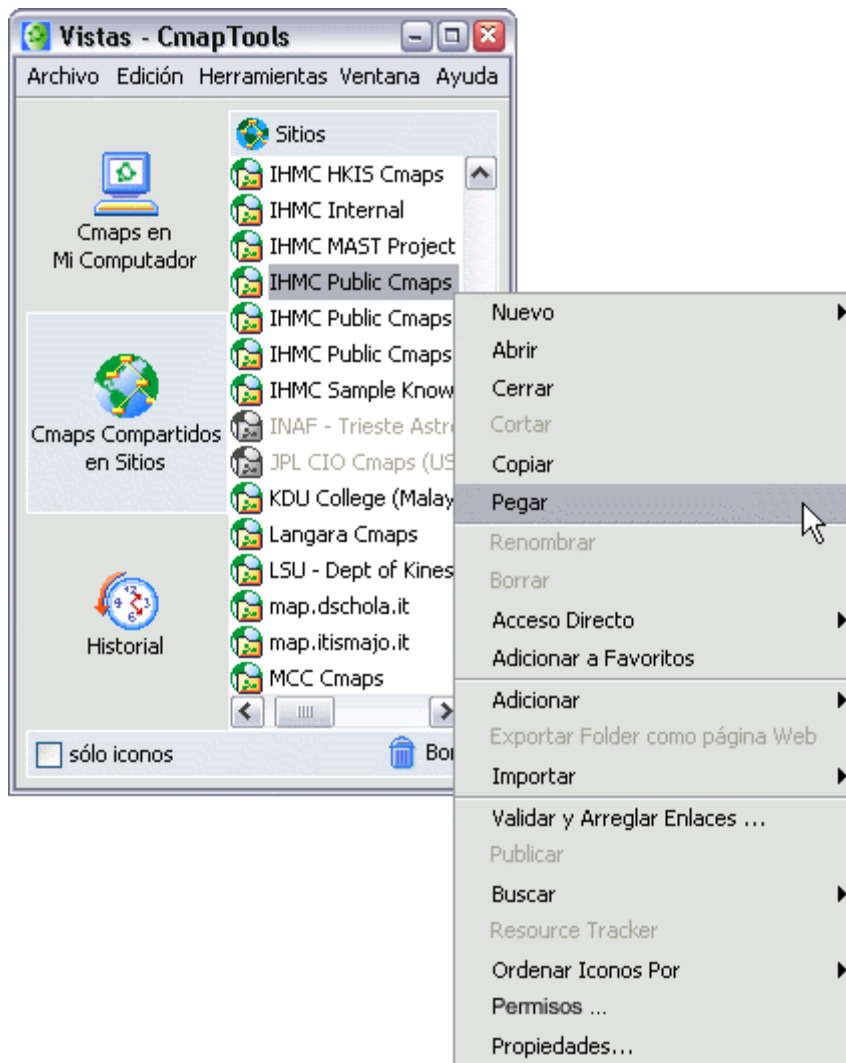 Vistas - CmapTools
Archivo Edición Herramientas Ventana Ayuda
Sitios
Cmaps en
Mi Computador
Cmaps Compartidos
en Sitios
Historial
IHMC HKIS Cmaps
IHMC Internal
IHMC MAST Project
IHMC Public Cmaps
IHMC Public Cmaps
IHMC Public Cmaps
IHMC Sample Know
INAF - Trieste Astr
JPL CIO Cmaps (US
KDU College (Malay
Langara Cmaps
LSU - Dept of Kines
map.dschola.it
map.itismajo.it
MCC Cmaps
sólo iconos
Bo
Nuevo
Abrir
Cerrar
Cortar
Copiar
Pegar
Renombrar
Borrar
Acceso Directo
Adicionar a Favoritos
Adicionar
Exportar Folder como página Web
Importar
Validar y Arreglar Enlaces ...
Publicar
Buscar
Resource Tracker
Ordenar Iconos Por
Permisos ...
Propiedades...